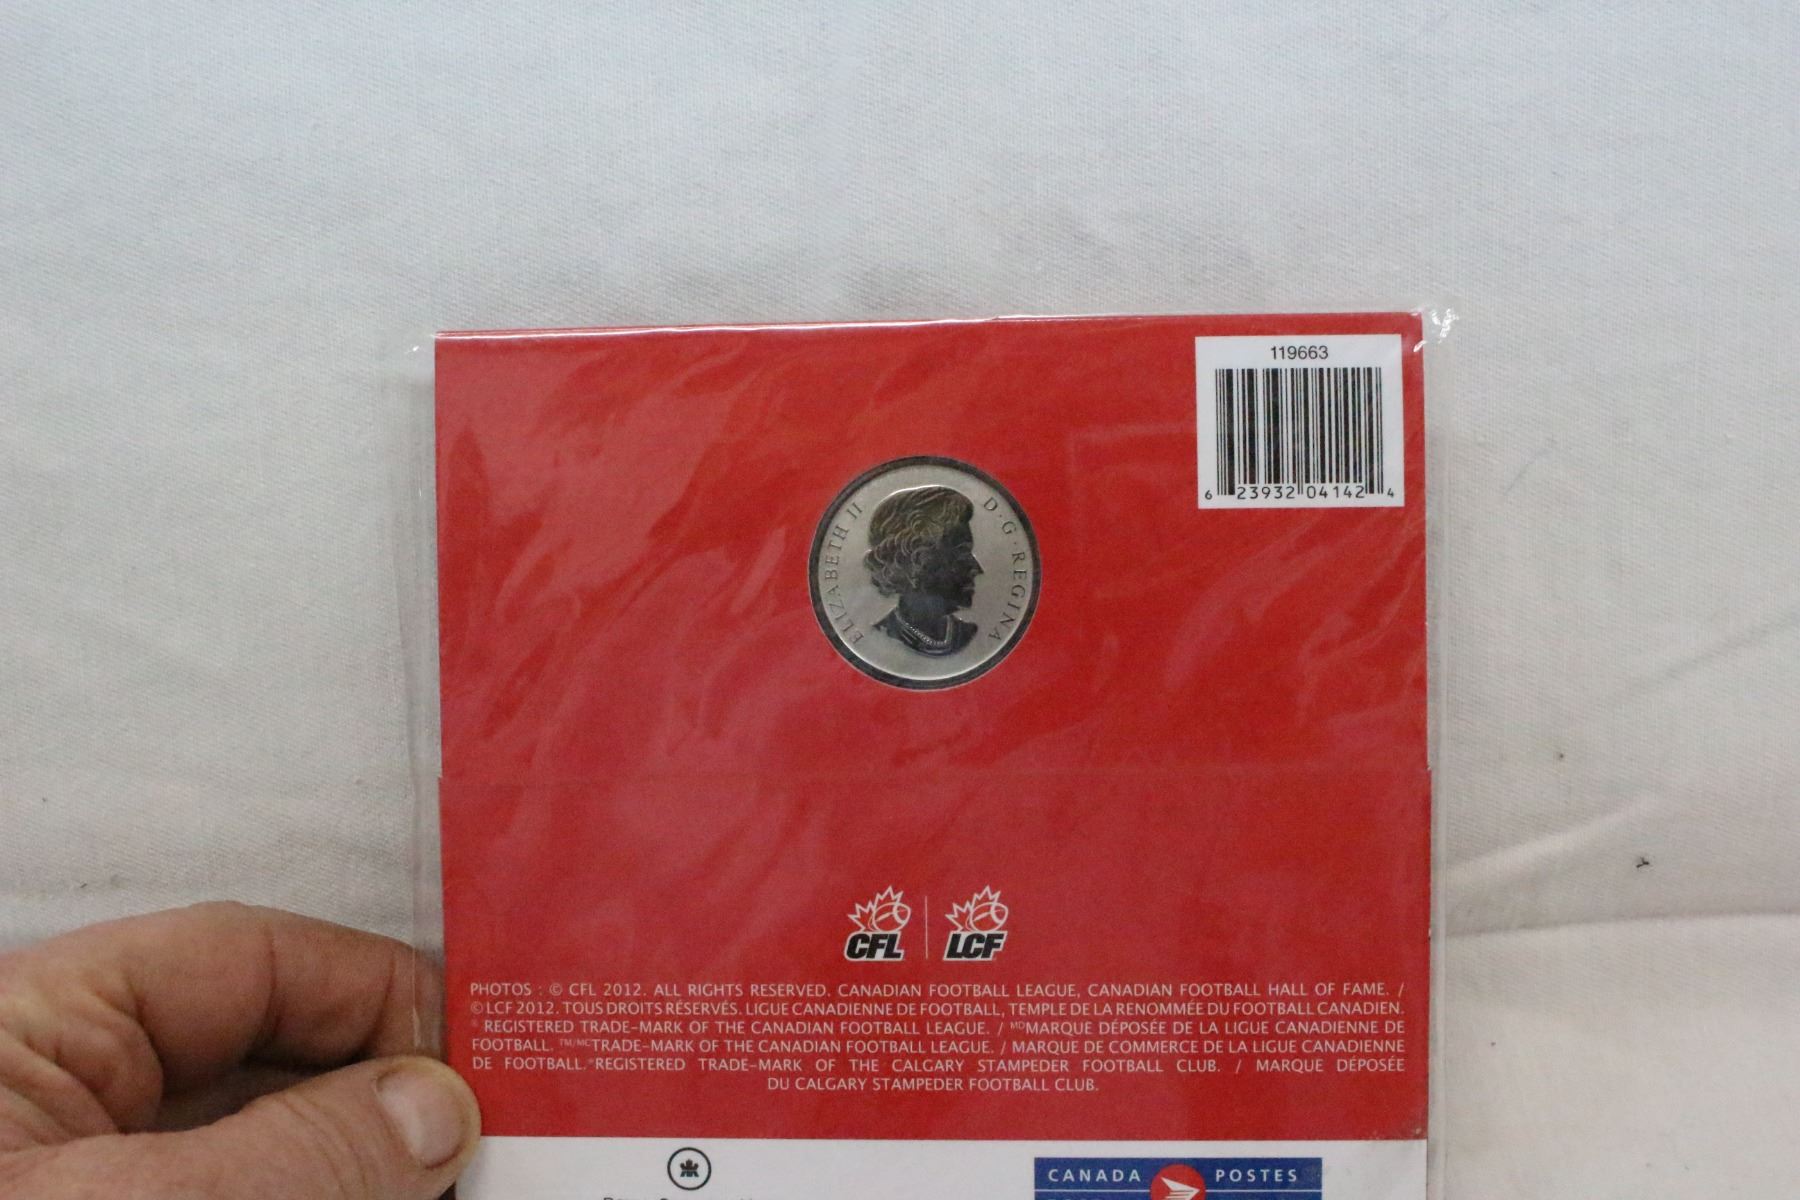 119663
6 23932 04142 4
ELIZABETH II D·G·REGINA
CFL LCF
PHOTOS : © CFL 2012. ALL RIGHTS RESERVED. CANADIAN FOOTBALL LEAGUE, CANADIAN FOOTBALL HALL OF FAME. /
© LCF 2012. TOUS DROITS RÉSERVÉS. LIGUE CANADIENNE DE FOOTBALL, TEMPLE DE LA RENOMMÉE DU FOOTBALL CANADIEN.
® REGISTERED TRADE-MARK OF THE CANADIAN FOOTBALL LEAGUE. / MDMARQUE DÉPOSÉE DE LA LIGUE CANADIENNE DE
FOOTBALL. TM/MCTRADE-MARK OF THE CANADIAN FOOTBALL LEAGUE. / MARQUE DE COMMERCE DE LA LIGUE CANADIENNE
DE FOOTBALL.®REGISTERED TRADE-MARK OF THE CALGARY STAMPEDER FOOTBALL CLUB. / MARQUE DÉPOSÉE
DU CALGARY STAMPEDER FOOTBALL CLUB.
CANADA POSTES